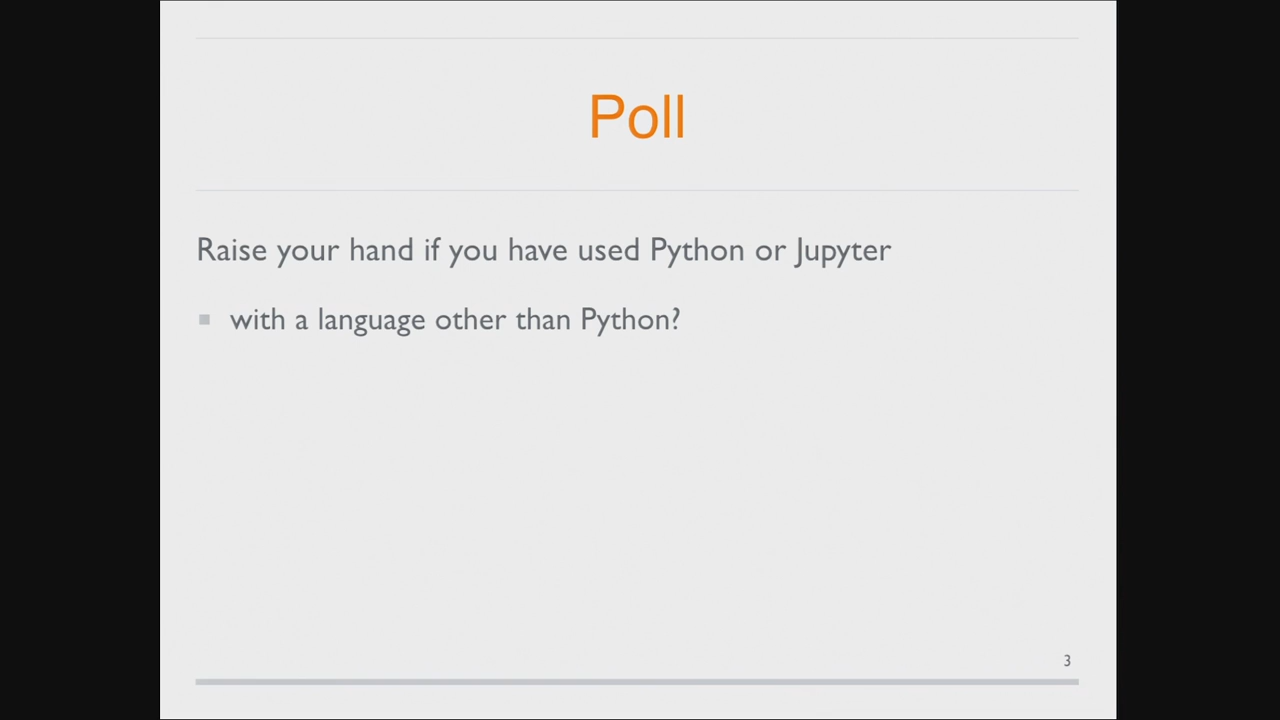 Poll
Raise your hand if you have used Python or Jupyter
with a language other than Python?
3